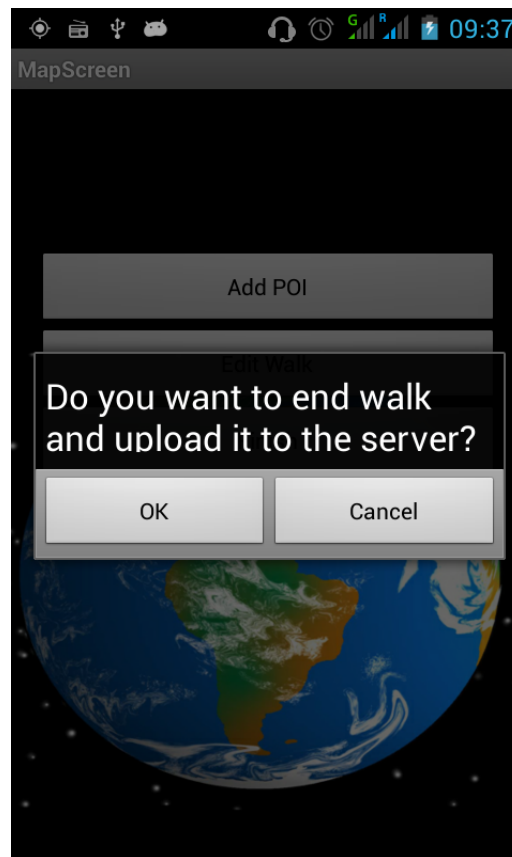 G R 09:37
MapScreen
Add POI
Edit Walk
Do you want to end walk
and upload it to the server?
OK Cancel